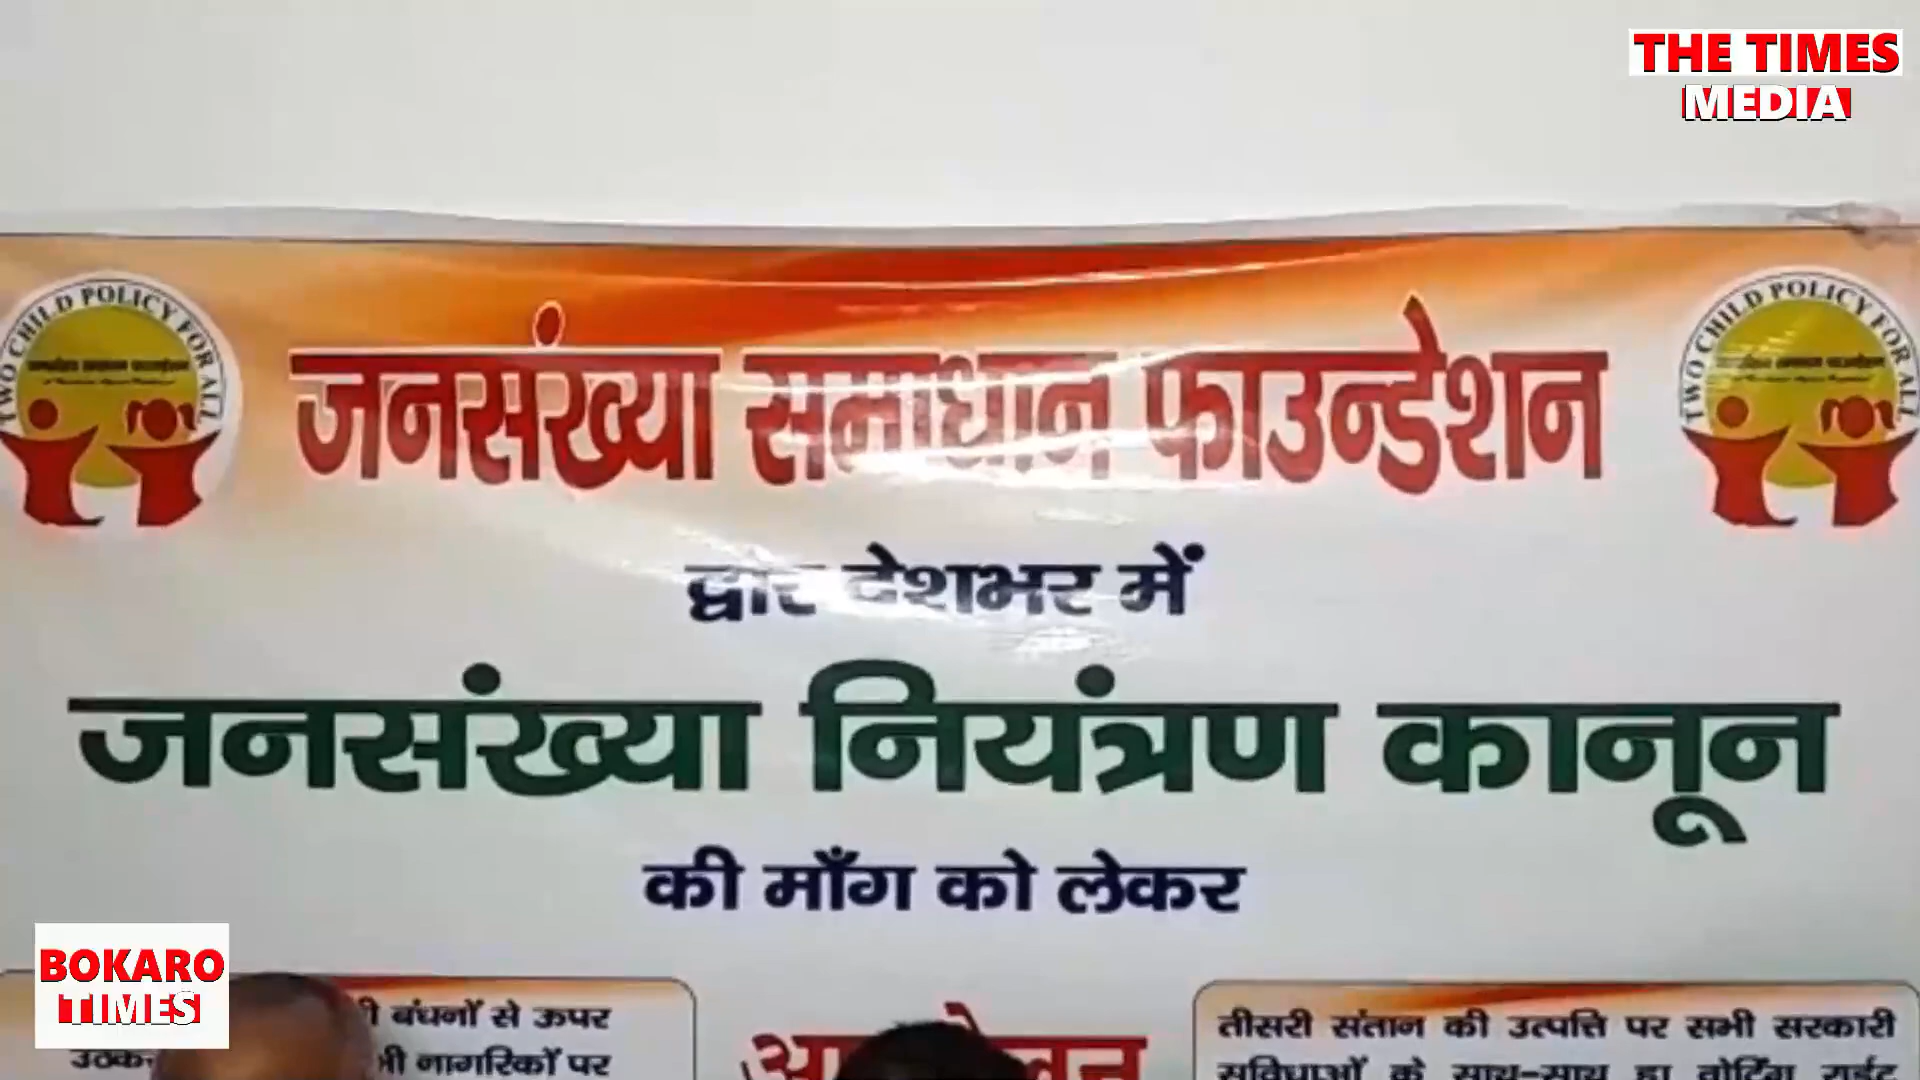 THE TIMES
MEDIA
TWO CHILD POLICY FOR ALL
TWO CHILD POLICY FOR ALL
जनसंख्या समाधान फाउन्डेशन
द्वारा देशभर में
जनसंख्या नियंत्रण कानून
की माँग को लेकर
BOKARO
TIMES
बंधनों से ऊपर
नागरिकों पर
तीसरी संतान की उत्पत्ति पर सभी सरकारी
सुविधाओं के साथ-साथ